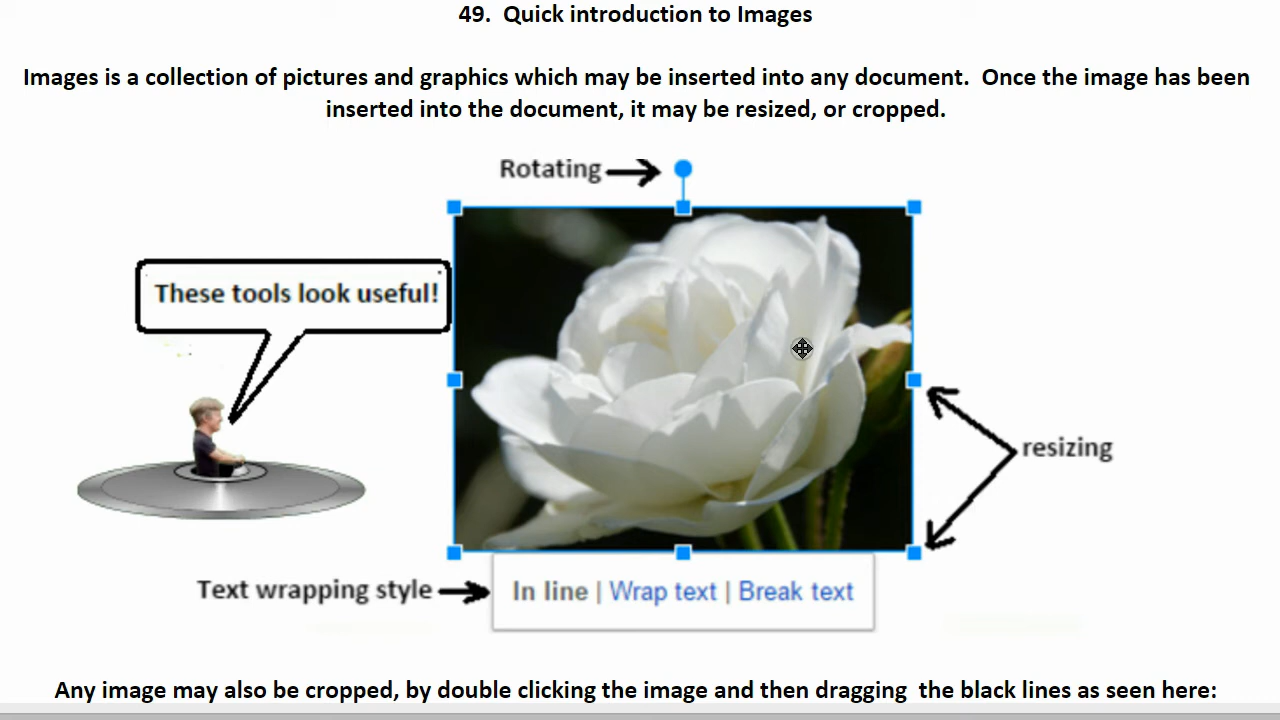 49.  Quick introduction to Images
Images is a collection of pictures and graphics which may be inserted into any document.  Once the image has been
inserted into the document, it may be resized, or cropped.
Rotating
These tools look useful!
resizing
Text wrapping style
In line | Wrap text | Break text
Any image may also be cropped, by double clicking the image and then dragging  the black lines as seen here: